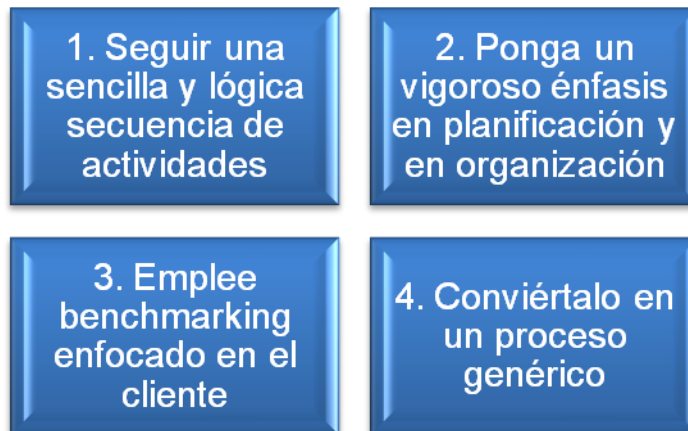 1. Seguir una
sencilla y lógica
secuencia de
actividades
2. Ponga un
vigoroso énfasis
en planificación y
en organización
3. Emplee
benchmarking
enfocado en el
cliente
4. Conviértalo en
un proceso
genérico